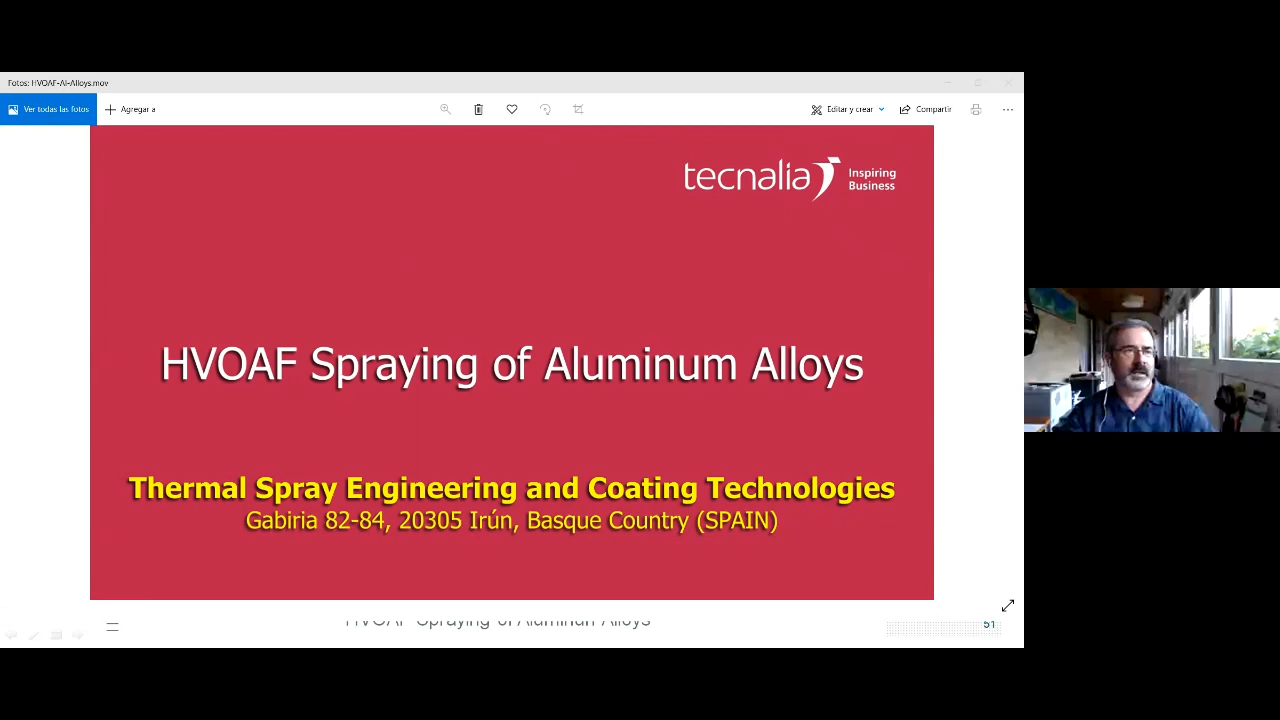 Fotos: HVOAF-Al-Alloys.mov
Ver todas las fotos
Agregar a
Editar y crear
Compartir
tecnalia Inspiring Business
HVOAF Spraying of Aluminum Alloys
Thermal Spray Engineering and Coating Technologies
Gabiria 82-84, 20305 Irún, Basque Country (SPAIN)
HVOAF Spraying of Aluminun Alloys
51